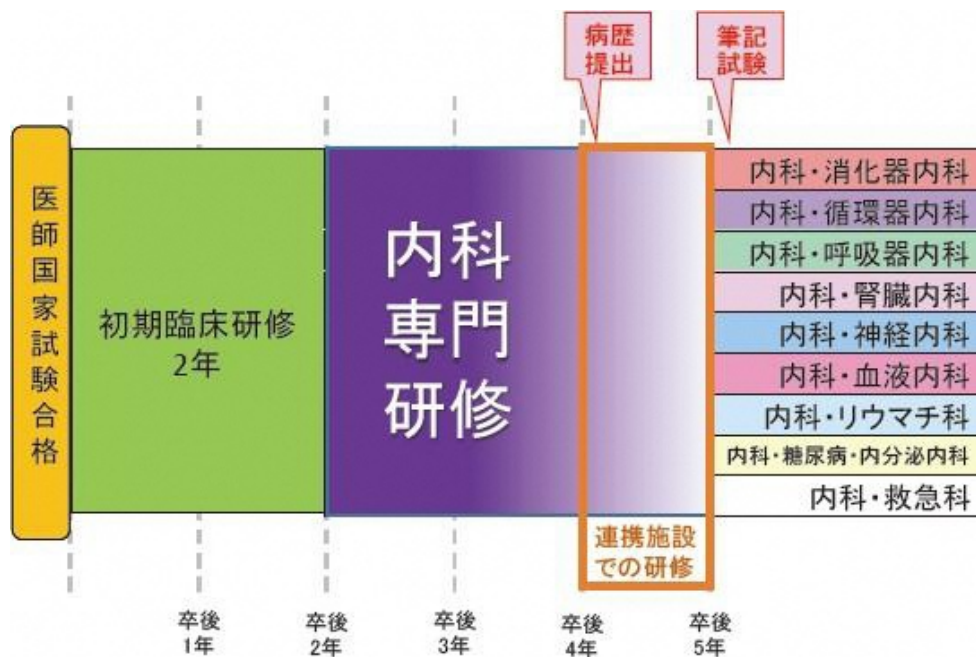 病歴
提出
筆記
試験
医師国家試験合格
初期臨床研修
2年
内科
専門
研修
内科・消化器内科
内科・循環器内科
内科・呼吸器内科
内科・腎臓内科
内科・神経内科
内科・血液内科
内科・リウマチ科
内科・糖尿病・内分泌内科
内科・救急科
連携施設
での研修
卒後
1年
卒後
2年
卒後
3年
卒後
4年
卒後
5年